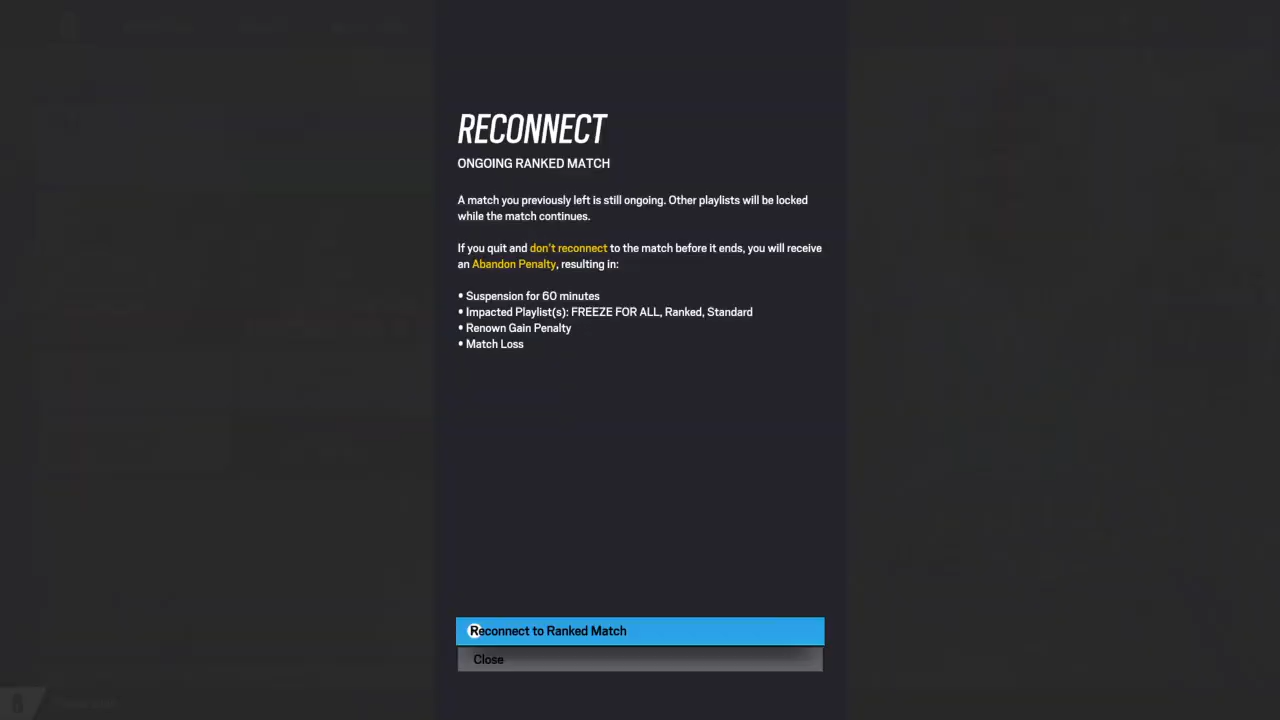 RECONNECT
ONGOING RANKED MATCH
A match you previously left is still ongoing. Other playlists will be locked
while the match continues.
If you quit and don't reconnect to the match before it ends, you will receive
an Abandon Penalty, resulting in:
• Suspension for 60 minutes
• Impacted Playlist(s): FREEZE FOR ALL, Ranked, Standard
• Renown Gain Penalty
• Match Loss
Reconnect to Ranked Match
Close